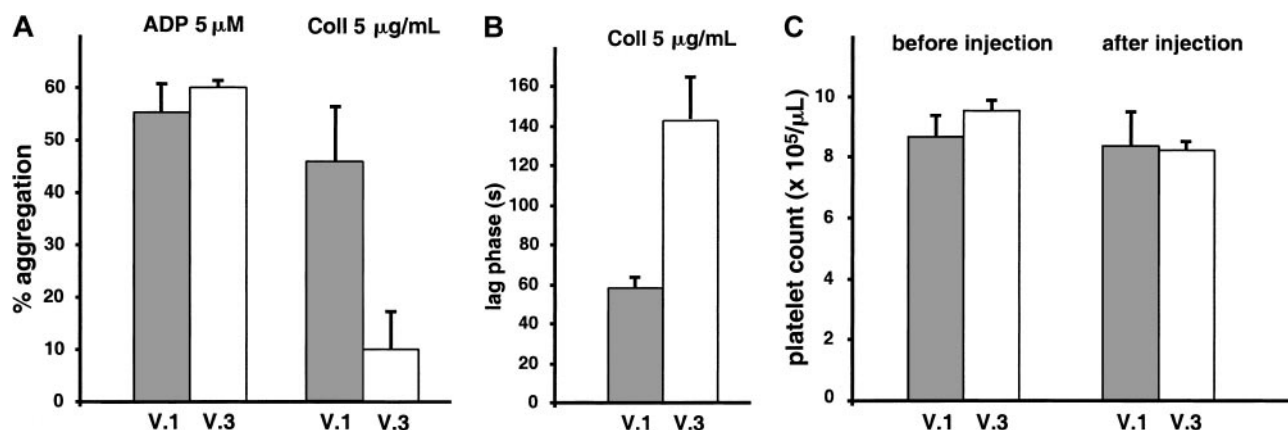 A
ADP 5 μM
Coll 5 μg/mL
% aggregation
60
50
40
30
20
10
0
V.1 V.3
V.1 V.3
B
Coll 5 μg/mL
lag phase (s)
160
140
120
100
80
60
40
20
0
V.1 V.3
C
before injection
after injection
platelet count (x 10⁵/μL)
10
8
6
4
2
0
V.1 V.3
V.1 V.3